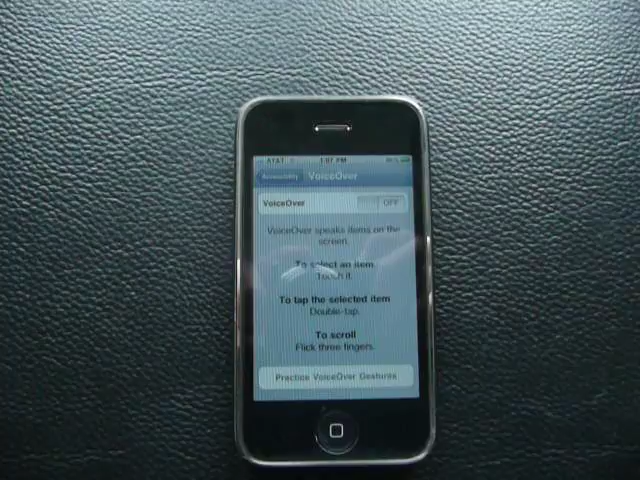 AT&T 1:07 PM
Accessibility VoiceOver
VoiceOver OFF
VoiceOver speaks items on the
screen.
To select an item
Touch it.
To tap the selected item
Double-tap.
To scroll
Flick three fingers.
Practice VoiceOver Gestures